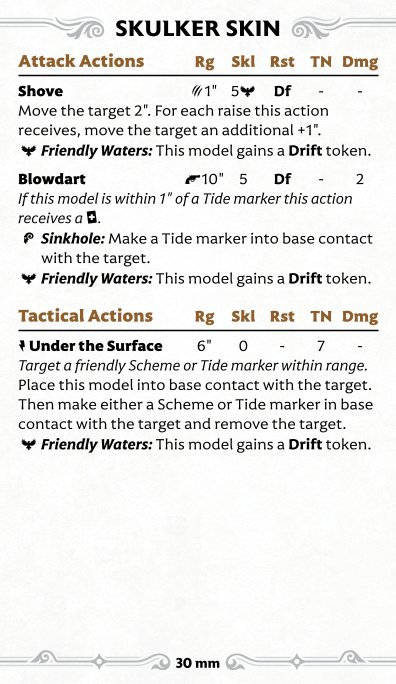 SKULKER SKIN
Attack Actions Rg Skl Rst TN Dmg
Shove 1" 5 Df - -
Move the target 2". For each raise this action
receives, move the target an additional +1".
Friendly Waters: This model gains a Drift token.
Blowdart 10" 5 Df - 2
If this model is within 1" of a Tide marker this action
receives a .
Sinkhole: Make a Tide marker into base contact
with the target.
Friendly Waters: This model gains a Drift token.
Tactical Actions Rg Skl Rst TN Dmg
Under the Surface 6" 0 - 7 -
Target a friendly Scheme or Tide marker within range.
Place this model into base contact with the target.
Then make either a Scheme or Tide marker in base
contact with the target and remove the target.
Friendly Waters: This model gains a Drift token.
30 mm